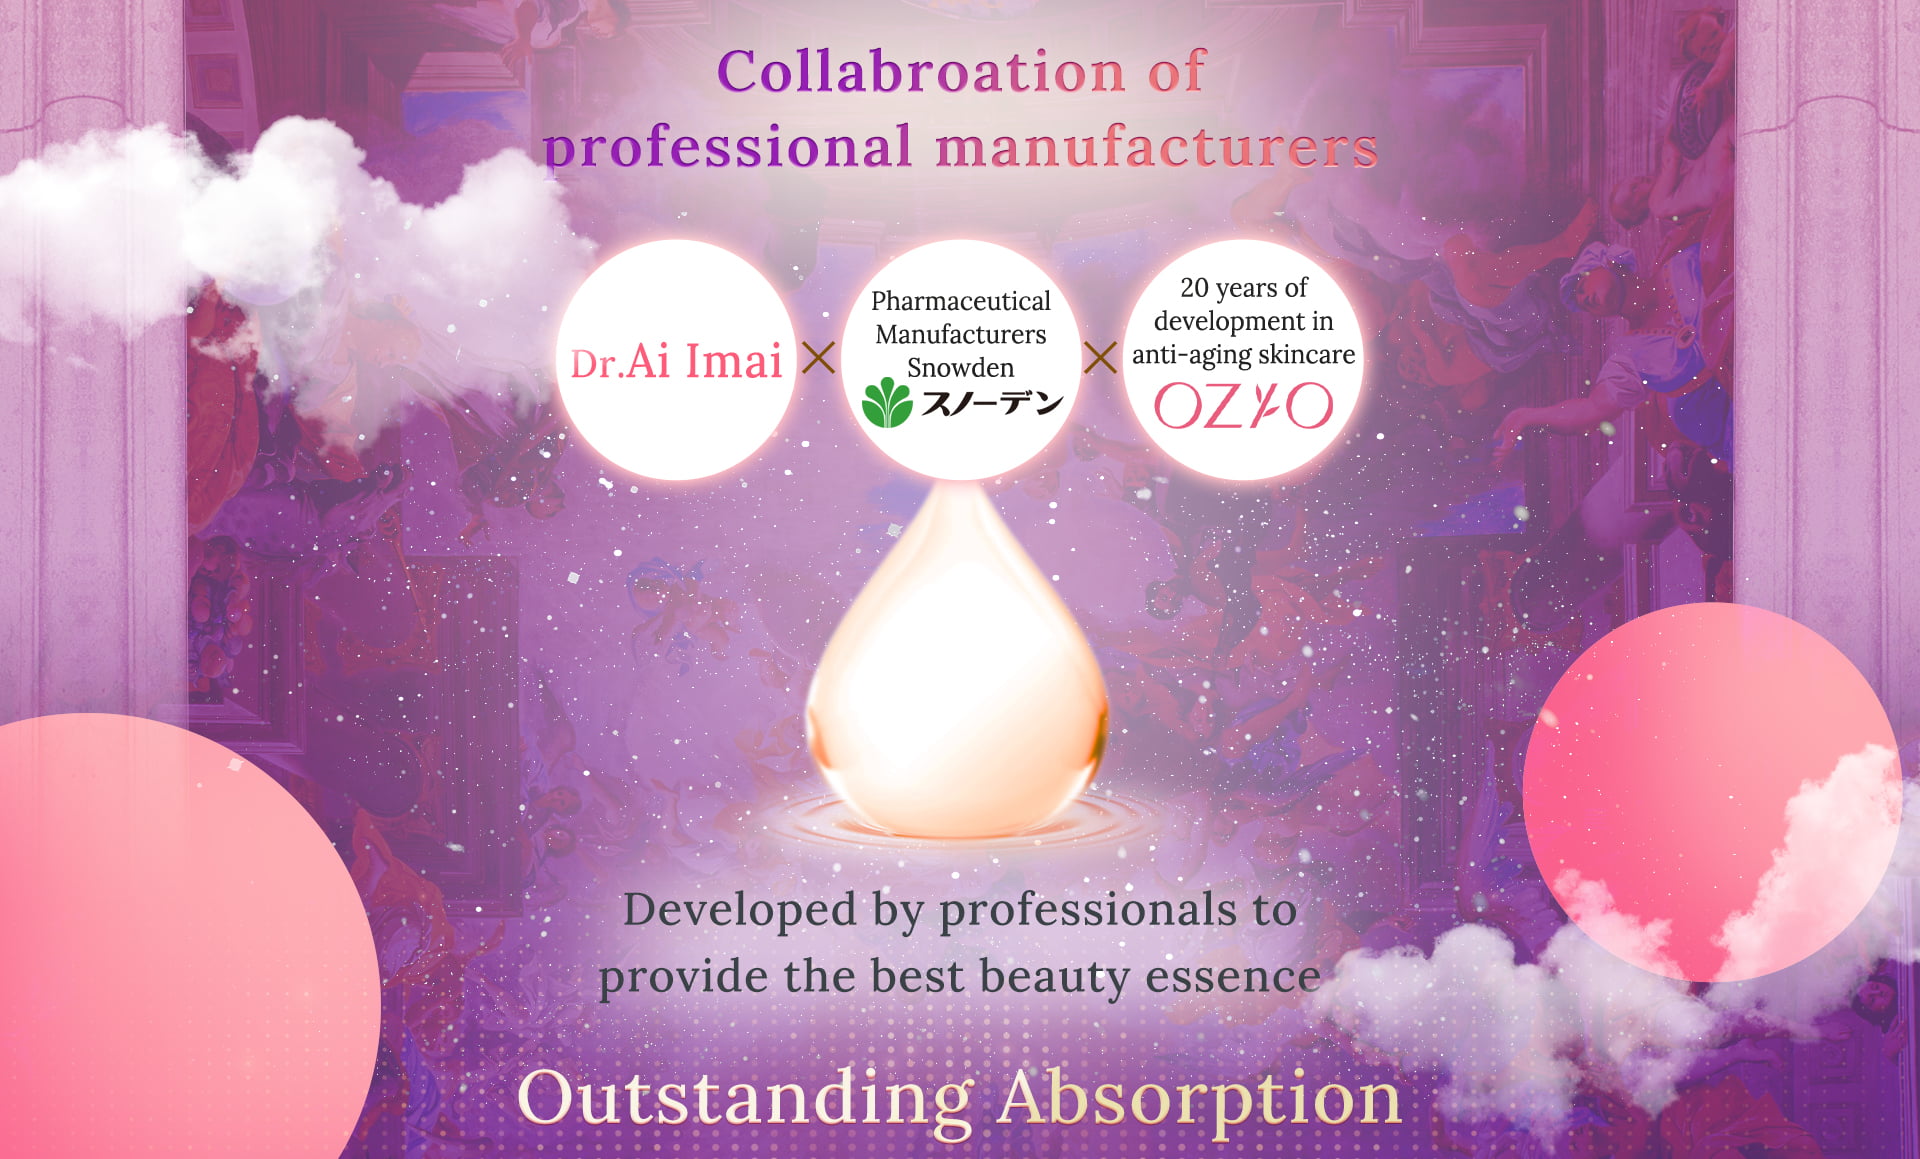 Collabroation of
professional manufacturers
Dr.Ai Imai
×
Pharmaceutical
Manufacturers
Snowden
スノーデン
×
20 years of
development in
anti-aging skincare
OZIO
Developed by professionals to
provide the best beauty essence
Outstanding Absorption